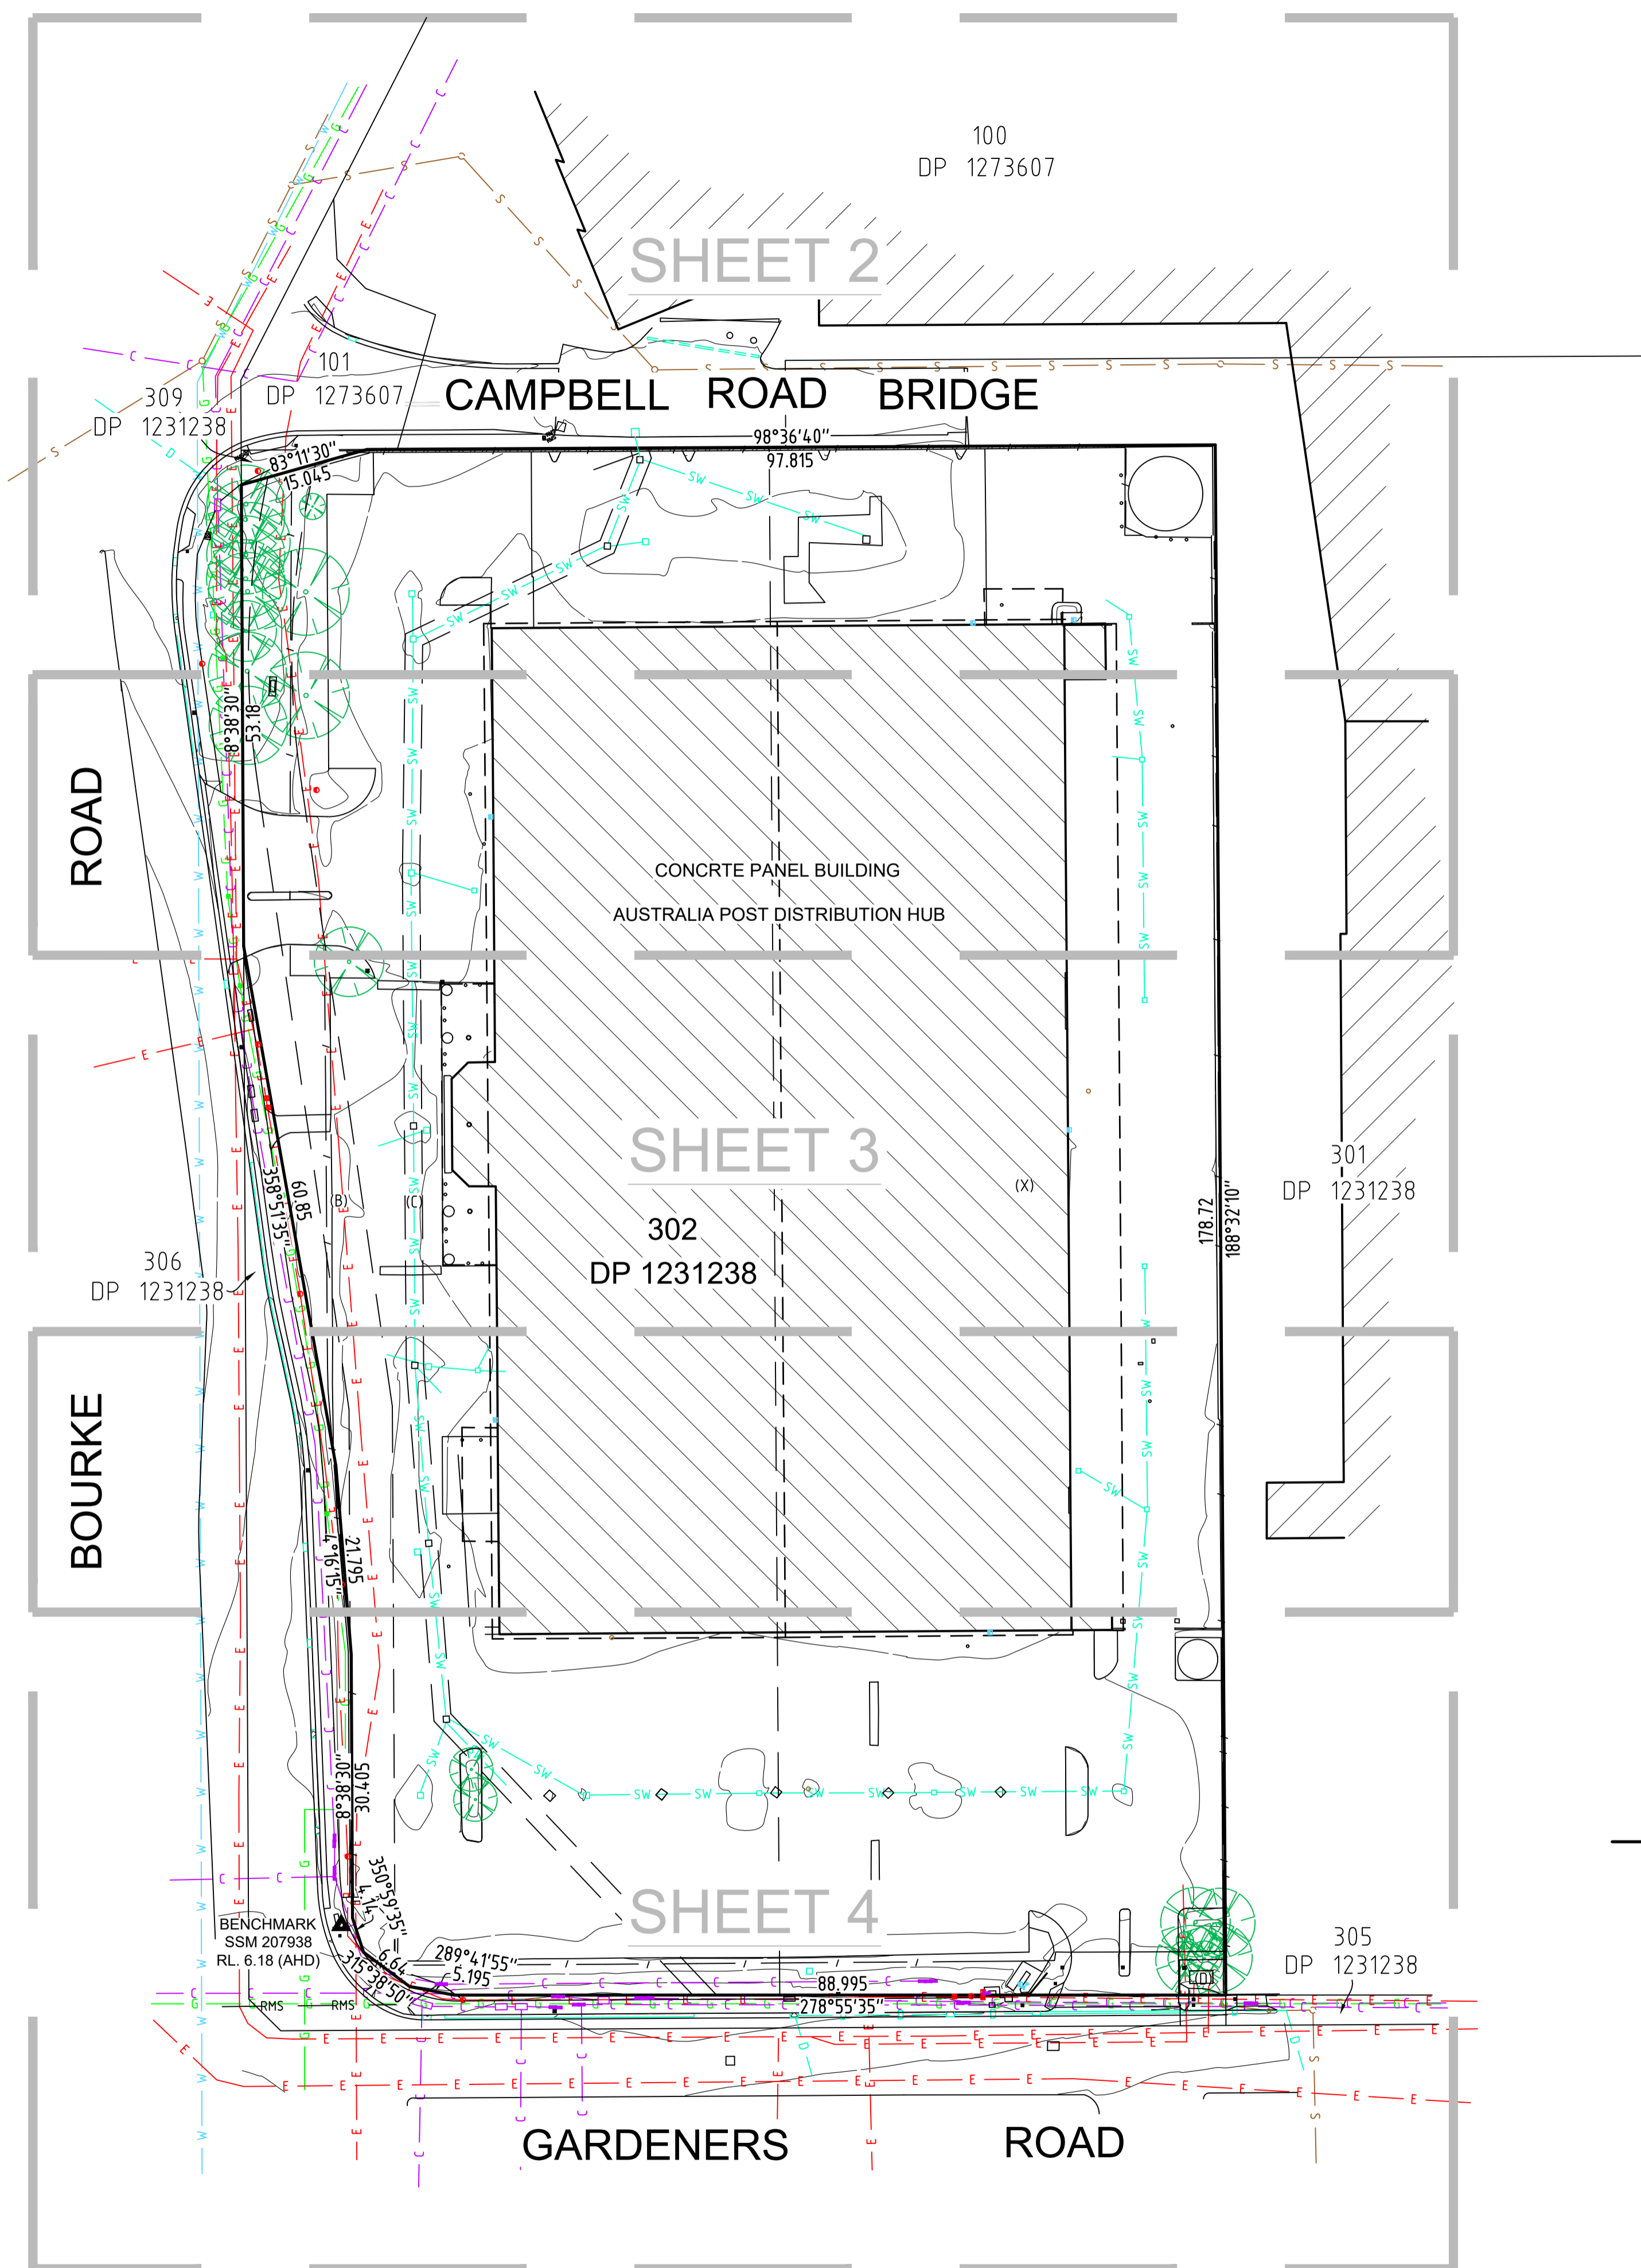 100
DP 1273607
SHEET 2
101
DP 1273607
309
DP 1231238
CAMPBELL ROAD BRIDGE
98°36'40"
97.815
83°11'30"
15.045
8°38'30"
53.18
ROAD
CONCRTE PANEL BUILDING
AUSTRALIA POST DISTRIBUTION HUB
SHEET 3
301
DP 1231238
(B)
(C)
(X)
60.85
358°51'35"
178.72
188°32'10"
302
DP 1231238
306
DP 1231238
BOURKE
21.795
4°16'15"
8°38'30"
30.405
350°59'35"
4.14
SHEET 4
BENCHMARK
SSM 207938
RL. 6.18 (AHD)
6.64
315°38'50"
289°41'55"
5.195
88.995
278°55'35"
305
DP 1231238
RMS
RMS
(D)
GARDENERS ROAD